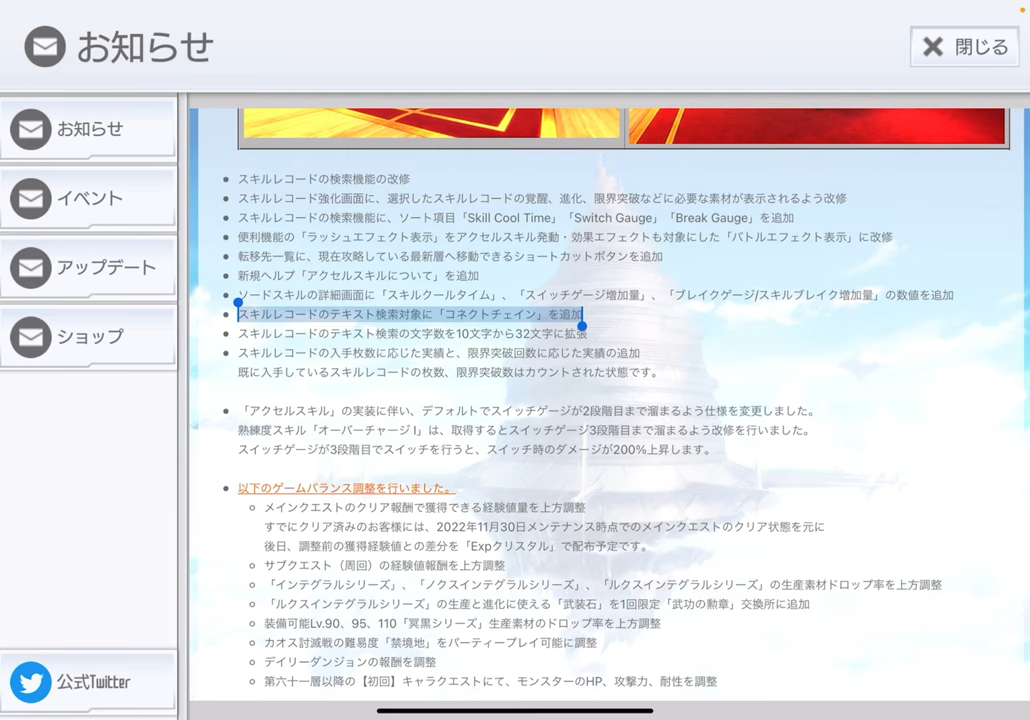 お知らせ
閉じる
お知らせ
イベント
アップデート
ショップ
公式Twitter
スキルレコードの検索機能の改修
スキルレコード強化画面に、選択したスキルレコードの覚醒、進化、限界突破などに必要な素材が表示されるよう改修
スキルレコードの検索機能に、ソート項目「Skill Cool Time」「Switch Gauge」「Break Gauge」を追加
便利機能の「ラッシュエフェクト表示」をアクセルスキル発動・効果エフェクトも対象にした「バトルエフェクト表示」に改修
転移先一覧に、現在攻略している最新層へ移動できるショートカットボタンを追加
新規ヘルプ「アクセルスキルについて」を追加
ソードスキルの詳細画面に「スキルクールタイム」、「スイッチゲージ増加量」、「ブレイクゲージ/スキルブレイク増加量」の数値を追加
スキルレコードのテキスト検索対象に「コネクトチェイン」を追加
スキルレコードのテキスト検索の文字数を10文字から32文字に拡張
スキルレコードの入手枚数に応じた実績と、限界突破回数に応じた実績の追加
既に入手しているスキルレコードの枚数、限界突破数はカウントされた状態です。
「アクセルスキル」の実装に伴い、デフォルトでスイッチゲージが2段階目まで溜まるよう仕様を変更しました。
熟練度スキル「オーバーチャージⅠ」は、取得するとスイッチゲージ3段階目まで溜まるよう改修を行いました。
スイッチゲージが3段階目でスイッチを行うと、スイッチ時のダメージが200%上昇します。
以下のゲームバランス調整を行いました。
メインクエストのクリア報酬で獲得できる経験値量を上方調整
すでにクリア済みのお客様には、2022年11月30日メンテナンス時点でのメインクエストのクリア状態を元に
後日、調整前の獲得経験値との差分を「Expクリスタル」で配布予定です。
サブクエスト（周回）の経験値報酬を上方調整
「インテグラルシリーズ」、「ノクスインテグラルシリーズ」、「ルクスインテグラルシリーズ」の生産素材ドロップ率を上方調整
「ルクスインテグラルシリーズ」の生産と進化に使える「武装石」を1回限定「武功の勲章」交換所に追加
装備可能Lv.90、95、110「冥黒シリーズ」生産素材のドロップ率を上方調整
カオス討滅戦の難易度「禁境地」をパーティープレイ可能に調整
デイリーダンジョンの報酬を調整
第六十一層以降の【初回】キャラクエストにて、モンスターのHP、攻撃力、耐性を調整